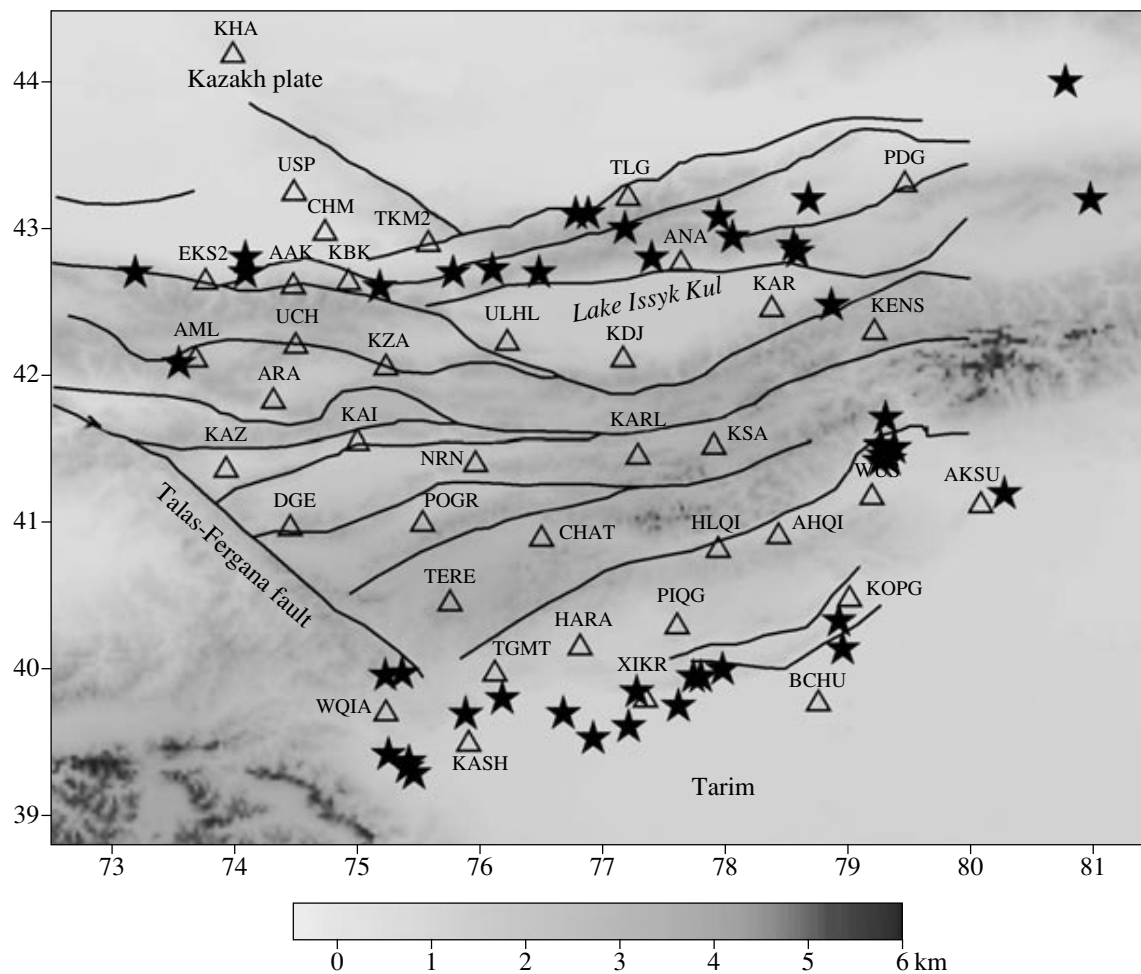 KHA
44
Kazakh plate
USP
TLG
PDG
43
CHM
TKM2
ANA
EKS2
AAK
KBK
KAR
Lake Issyk Kul
KENS
ULHL
UCH
KDJ
AML
KZA
42
ARA
KAI
KARL
KSA
KAZ
NRN
WUS
AKSU
DGE
POGR
41
CHAT
HLQI
AHQI
Talas-Fergana fault
TERE
PIQG
KOPG
HARA
TGMT
40
XIKR
BCHU
WQIA
KASH
Tarim
39
73 74 75 76 77 78 79 80 81
0 1 2 3 4 5 6 km